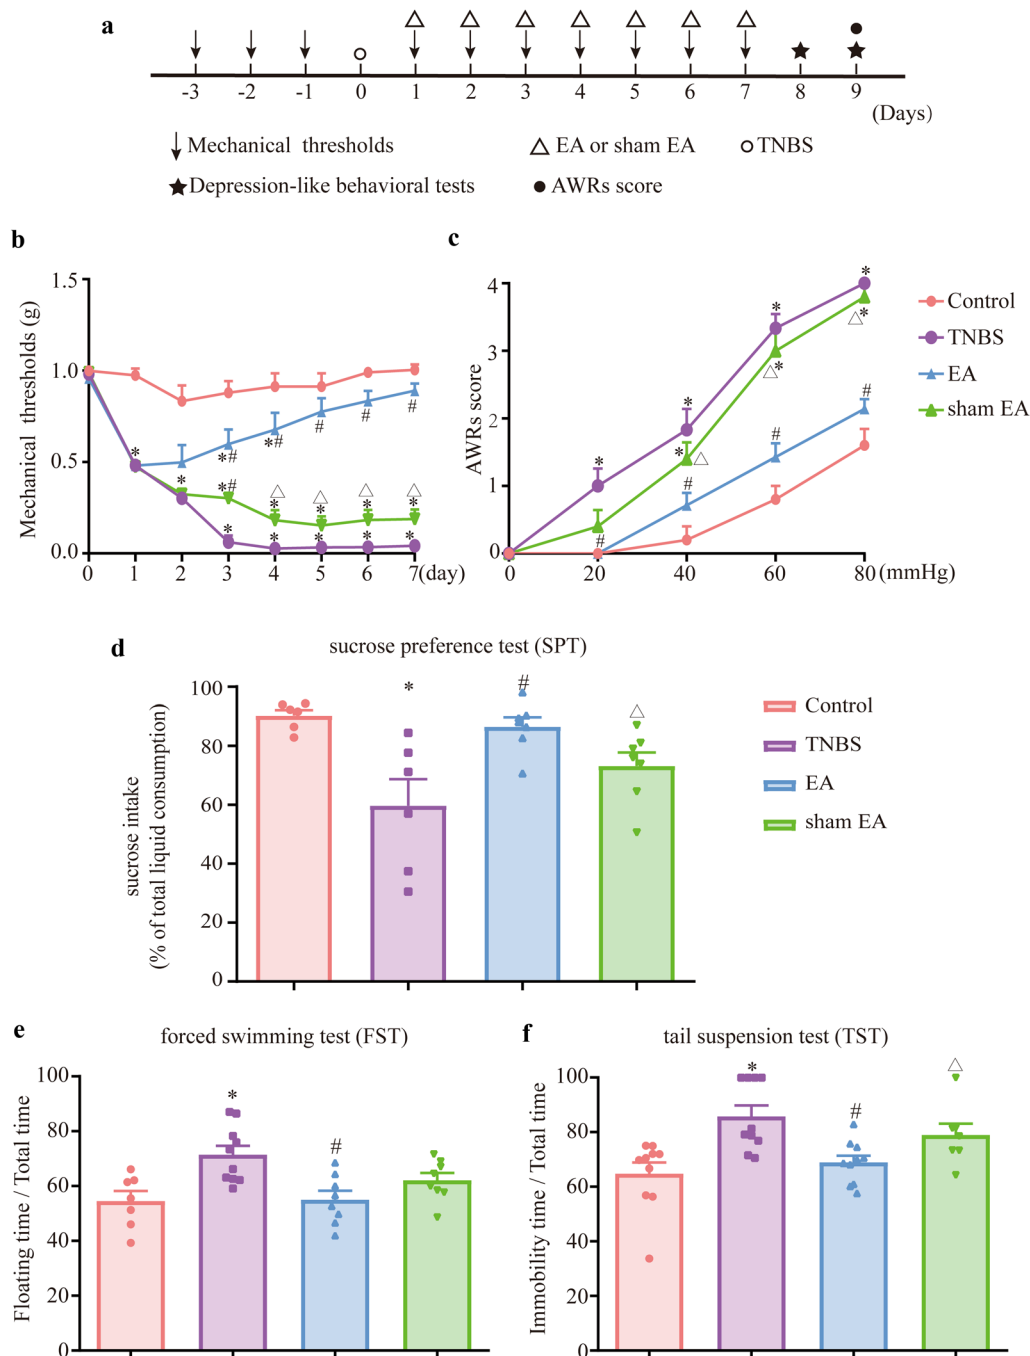 a
-3 -2 -1 0 1 2 3 4 5 6 7 8 9
(Days)
Mechanical thresholds
EA or sham EA
TNBS
Depression-like behavioral tests
AWRs score
b
Mechanical thresholds (g)
1.5
1.0
0.5
0.0
* * * * * * *
* * * * *
*# *# *# # # #
0 1 2 3 4 5 6 7 (day)
c
AWRs score
4
3
2
1
0
* * * *
* * *
# # # #
0 20 40 60 80 (mmHg)
Control
TNBS
EA
sham EA
d
sucrose preference test (SPT)
sucrose intake
(% of total liquid consumption)
100
80
60
40
20
0
* #
Control
TNBS
EA
sham EA
e
forced swimming test (FST)
Floating time / Total time
100
80
60
40
20
0
* #
f
tail suspension test (TST)
Immobility time / Total time
100
80
60
40
20
0
* #